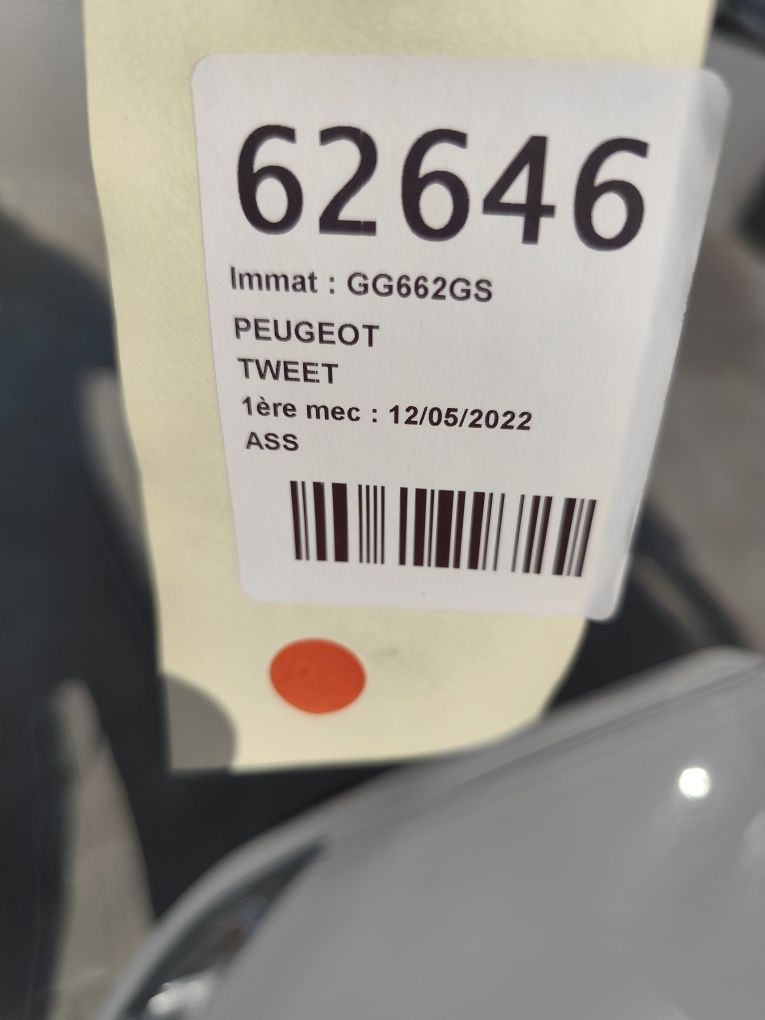 62646
Immat : GG662GS
PEUGEOT
TWEET
1ère mec : 12/05/2022
ASS